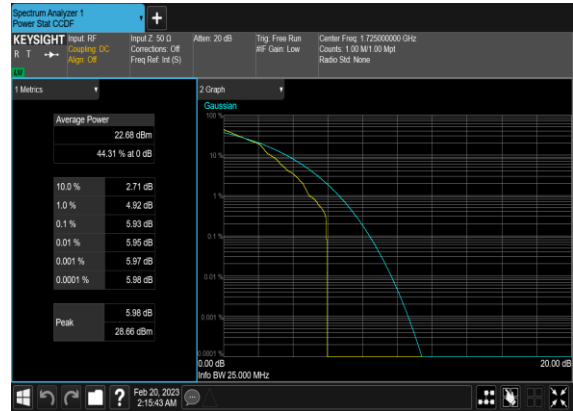 Spectrum Analyzer 1
Power Stat CCDF
+
KEYSIGHT
R T
LXI
Input: RF
Coupling: DC
Align: Off
Input Z: 50 Ω
Corrections: Off
Freq Ref: Int (S)
Atten: 20 dB
Trig: Free Run
#IF Gain: Low
Center Freq: 1.725000000 GHz
Counts: 1.00 M/1.00 Mpt
Radio Std: None
1 Metrics
Average Power
22.68 dBm
44.31 % at 0 dB
10.0 % 2.71 dB
1.0 % 4.92 dB
0.1 % 5.93 dB
0.01 % 5.95 dB
0.001 % 5.97 dB
0.0001 % 5.98 dB
Peak
5.98 dB
28.66 dBm
2 Graph
Gaussian
100 %
10 %
1 %
0.1 %
0.01 %
0.001 %
0.0001 %
0.00 dB
20.00 dB
Info BW 25.000 MHz
?
Feb 20, 2023
2:15:43 AM